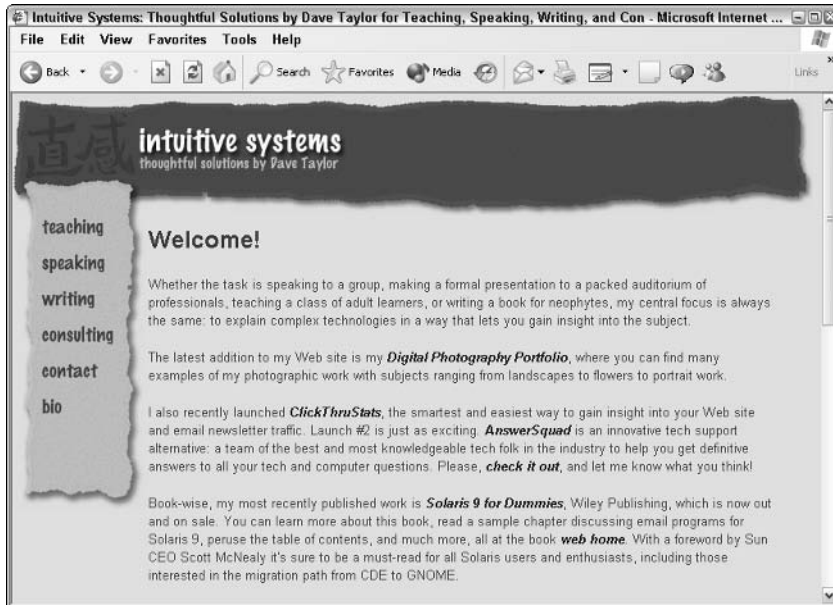 Intuitive Systems: Thoughtful Solutions by Dave Taylor for Teaching, Speaking, Writing, and Con - Microsoft Internet ...
File Edit View Favorites Tools Help
Back Search Favorites Media Links
直感
intuitive systems
thoughtful solutions by Dave Taylor
teaching
speaking
writing
consulting
contact
bio
Welcome!
Whether the task is speaking to a group, making a formal presentation to a packed auditorium of
professionals, teaching a class of adult learners, or writing a book for neophytes, my central focus is always
the same: to explain complex technologies in a way that lets you gain insight into the subject.
The latest addition to my Web site is my Digital Photography Portfolio, where you can find many
examples of my photographic work with subjects ranging from landscapes to flowers to portrait work.
I also recently launched ClickThruStats, the smartest and easiest way to gain insight into your Web site
and email newsletter traffic. Launch #2 is just as exciting. AnswerSquad is an innovative tech support
alternative: a team of the best and most knowledgeable tech folk in the industry to help you get definitive
answers to all your tech and computer questions. Please, check it out, and let me know what you think!
Book-wise, my most recently published work is Solaris 9 for Dummies, Wiley Publishing, which is now out
and on sale. You can learn more about this book, read a sample chapter discussing email programs for
Solaris 9, peruse the table of contents, and much more, all at the book web home. With a foreword by Sun
CEO Scott McNealy it's sure to be a must-read for all Solaris users and enthusiasts, including those
interested in the migration path from CDE to GNOME.